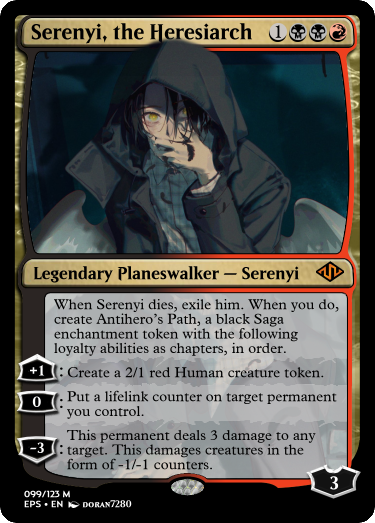 Serenyi, the Heresiarch 1
Legendary Planeswalker — Serenyi
When Serenyi dies, exile him. When you do,
create Antihero's Path, a black Saga
enchantment token with the following
loyalty abilities as chapters, in order.
+1: Create a 2/1 red Human creature token.
0: Put a lifelink counter on target permanent
you control.
-3: This permanent deals 3 damage to any
target. This damages creatures in the
form of -1/-1 counters.
3
099/123 M
EPS • EN DORAN7280